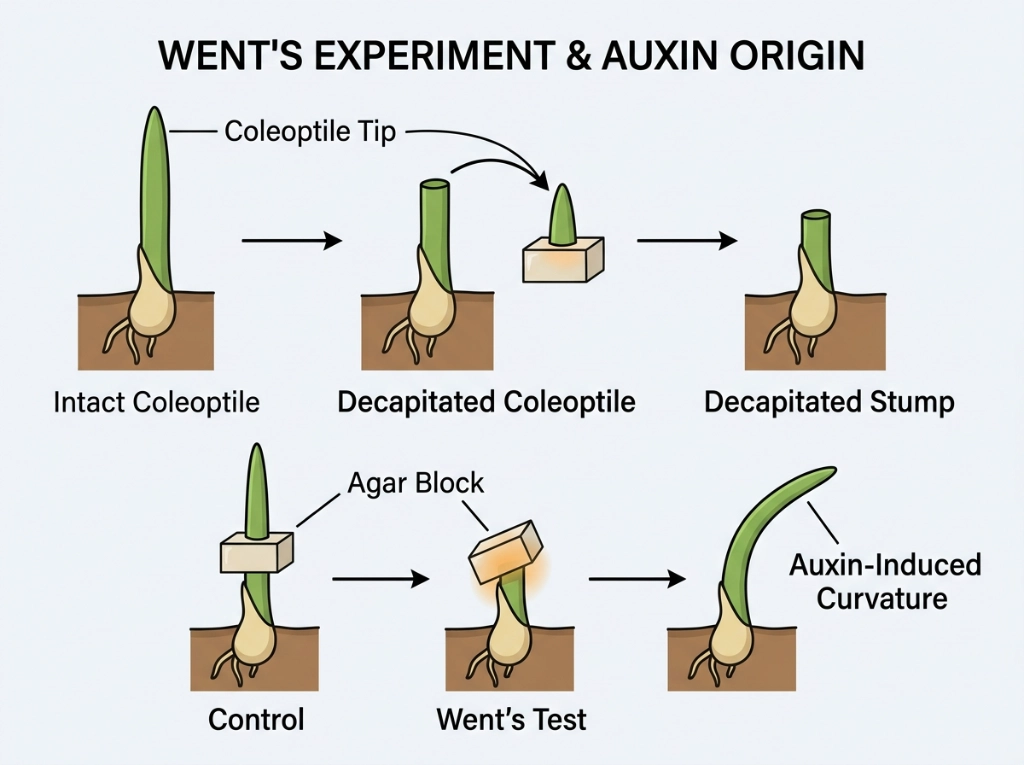 WENT'S EXPERIMENT & AUXIN ORIGIN
Coleoptile Tip
Intact Coleoptile
Decapitated Coleoptile
Decapitated Stump
Agar Block
Auxin-Induced
Curvature
Control
Went's Test